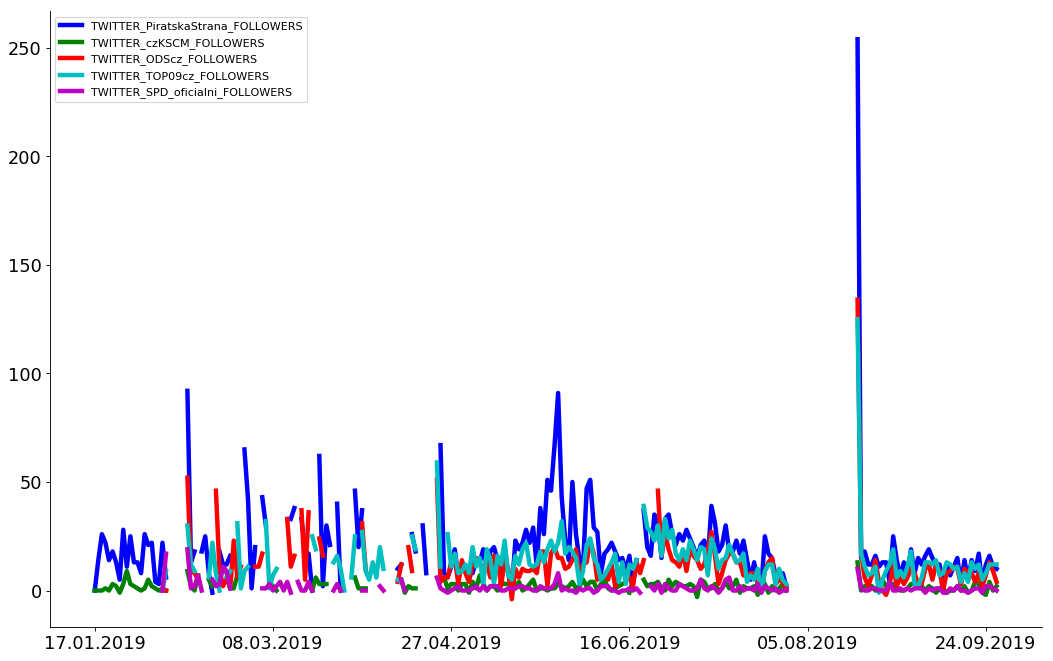 TWITTER_PiratskaStrana_FOLLOWERS
TWITTER_czKSCM_FOLLOWERS
TWITTER_ODScz_FOLLOWERS
TWITTER_TOP09cz_FOLLOWERS
TWITTER_SPD_oficialni_FOLLOWERS
250
200
150
100
50
0
17.01.2019 08.03.2019 27.04.2019 16.06.2019 05.08.2019 24.09.2019